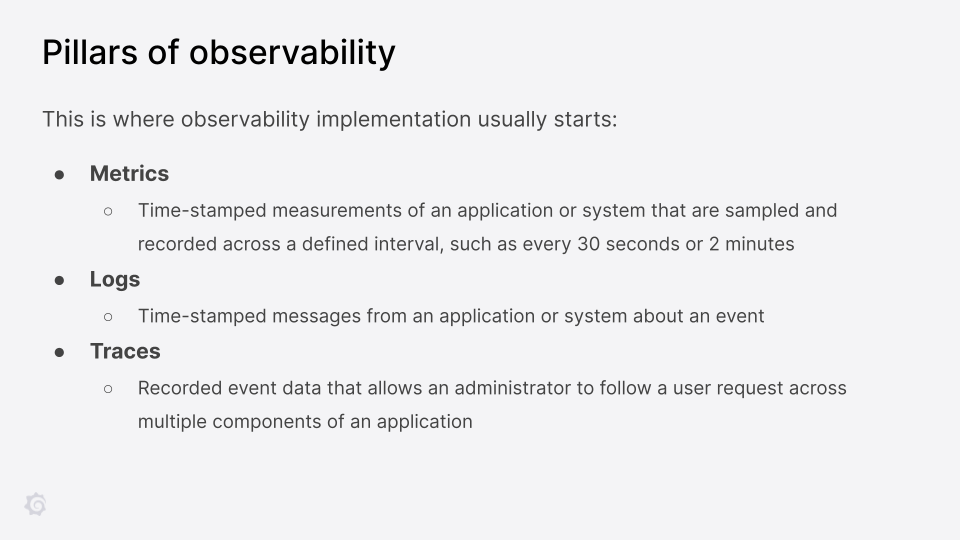 Pillars of observability
This is where observability implementation usually starts:
● Metrics
○ Time-stamped measurements of an application or system that are sampled and
recorded across a defined interval, such as every 30 seconds or 2 minutes
● Logs
○ Time-stamped messages from an application or system about an event
● Traces
○ Recorded event data that allows an administrator to follow a user request across
multiple components of an application